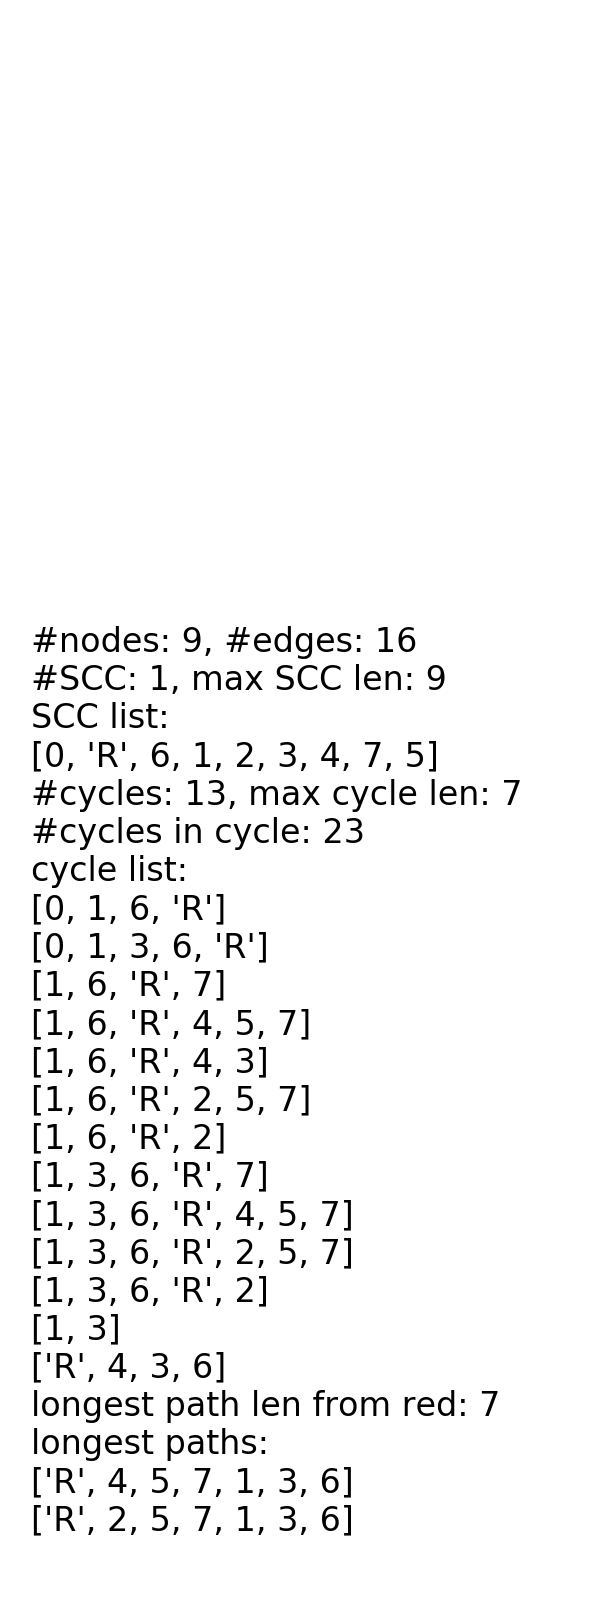 #nodes: 9, #edges: 16
#SCC: 1, max SCC len: 9
SCC list:
[0, 'R', 6, 1, 2, 3, 4, 7, 5]
#cycles: 13, max cycle len: 7
#cycles in cycle: 23
cycle list:
[0, 1, 6, 'R']
[0, 1, 3, 6, 'R']
[1, 6, 'R', 7]
[1, 6, 'R', 4, 5, 7]
[1, 6, 'R', 4, 3]
[1, 6, 'R', 2, 5, 7]
[1, 6, 'R', 2]
[1, 3, 6, 'R', 7]
[1, 3, 6, 'R', 4, 5, 7]
[1, 3, 6, 'R', 2, 5, 7]
[1, 3, 6, 'R', 2]
[1, 3]
['R', 4, 3, 6]
longest path len from red: 7
longest paths:
['R', 4, 5, 7, 1, 3, 6]
['R', 2, 5, 7, 1, 3, 6]